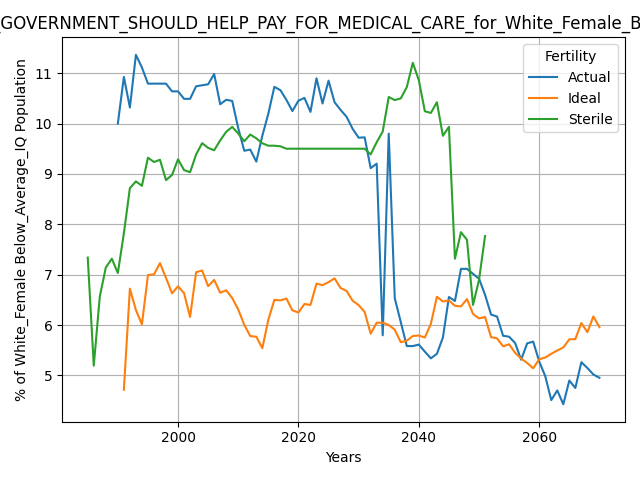 _GOVERNMENT_SHOULD_HELP_PAY_FOR_MEDICAL_CARE_for_White_Female_B
% of White_Female Below_Average_IQ Population
11
10
9
8
7
6
5
Fertility
Actual
Ideal
Sterile
2000
2020
2040
2060
Years